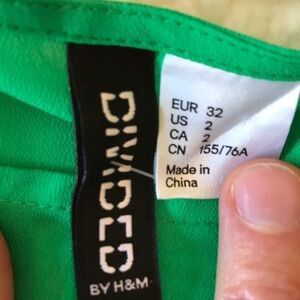 DIVIDED
BY H&M
EUR 32
US 2
CA 2
CN 155/76A
Made in
China